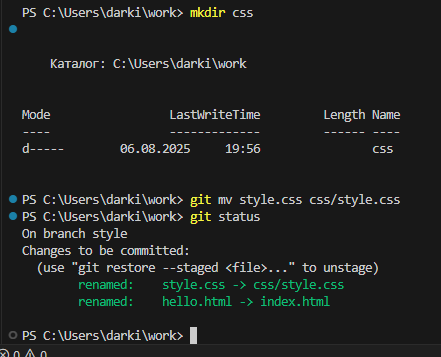 PS C:\Users\darki\work> mkdir css
Каталог: C:\Users\darki\work
Mode LastWriteTime Length Name
---- ------------- ------ ----
d----- 06.08.2025 19:56 css
PS C:\Users\darki\work> git mv style.css css/style.css
PS C:\Users\darki\work> git status
On branch style
Changes to be committed:
(use "git restore --staged <file>..." to unstage)
renamed: style.css -> css/style.css
renamed: hello.html -> index.html
PS C:\Users\darki\work>
0 0